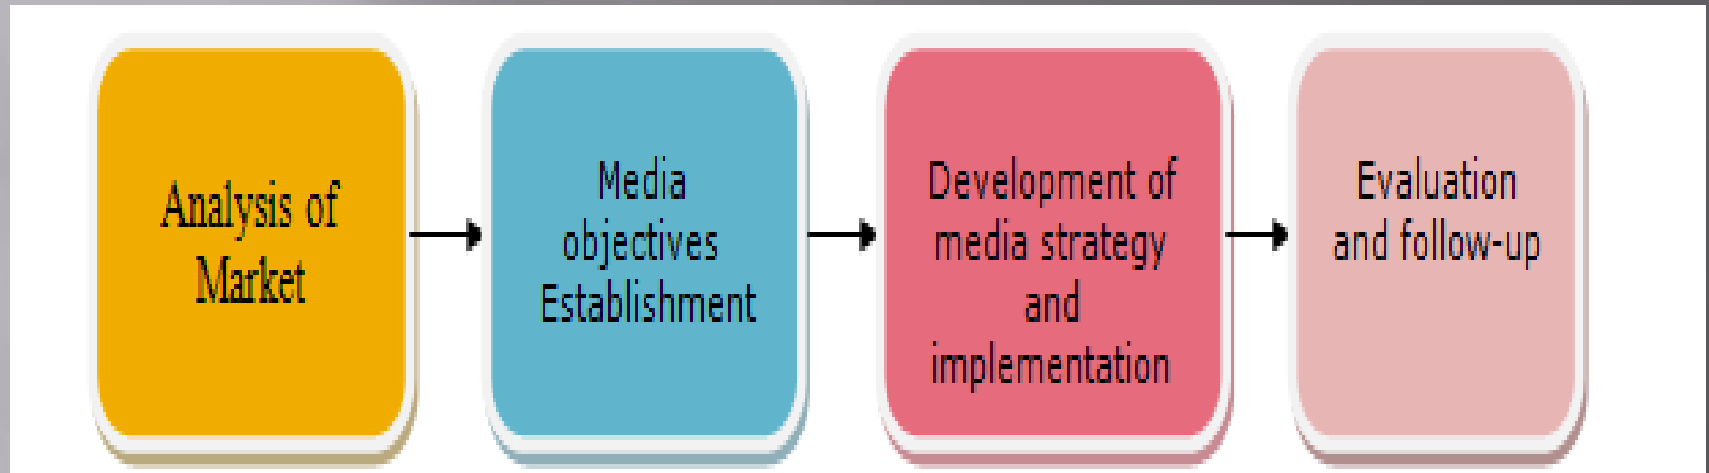 Analysis of
Market
Media
objectives
Establishment
Development of
media strategy
and
implementation
Evaluation
and follow-up